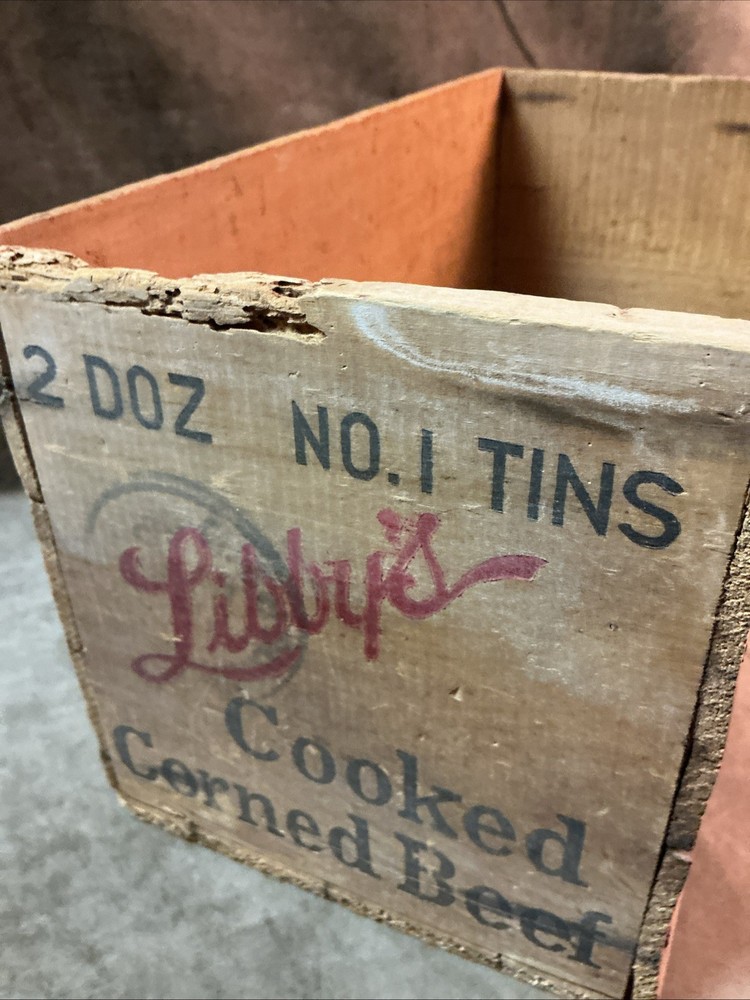 2 DOZ NO. 1 TINS
Libby's
Cooked
Corned Beef